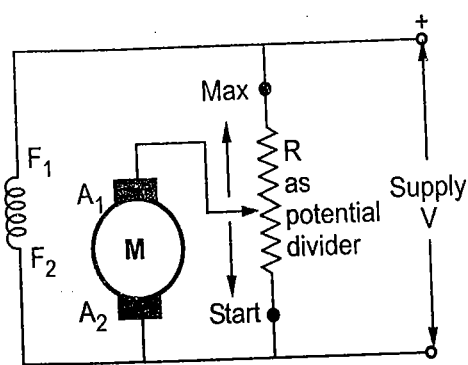 +
Max
F1
R
A1
as
Supply
potential
V
M
divider
F2
A2
Start